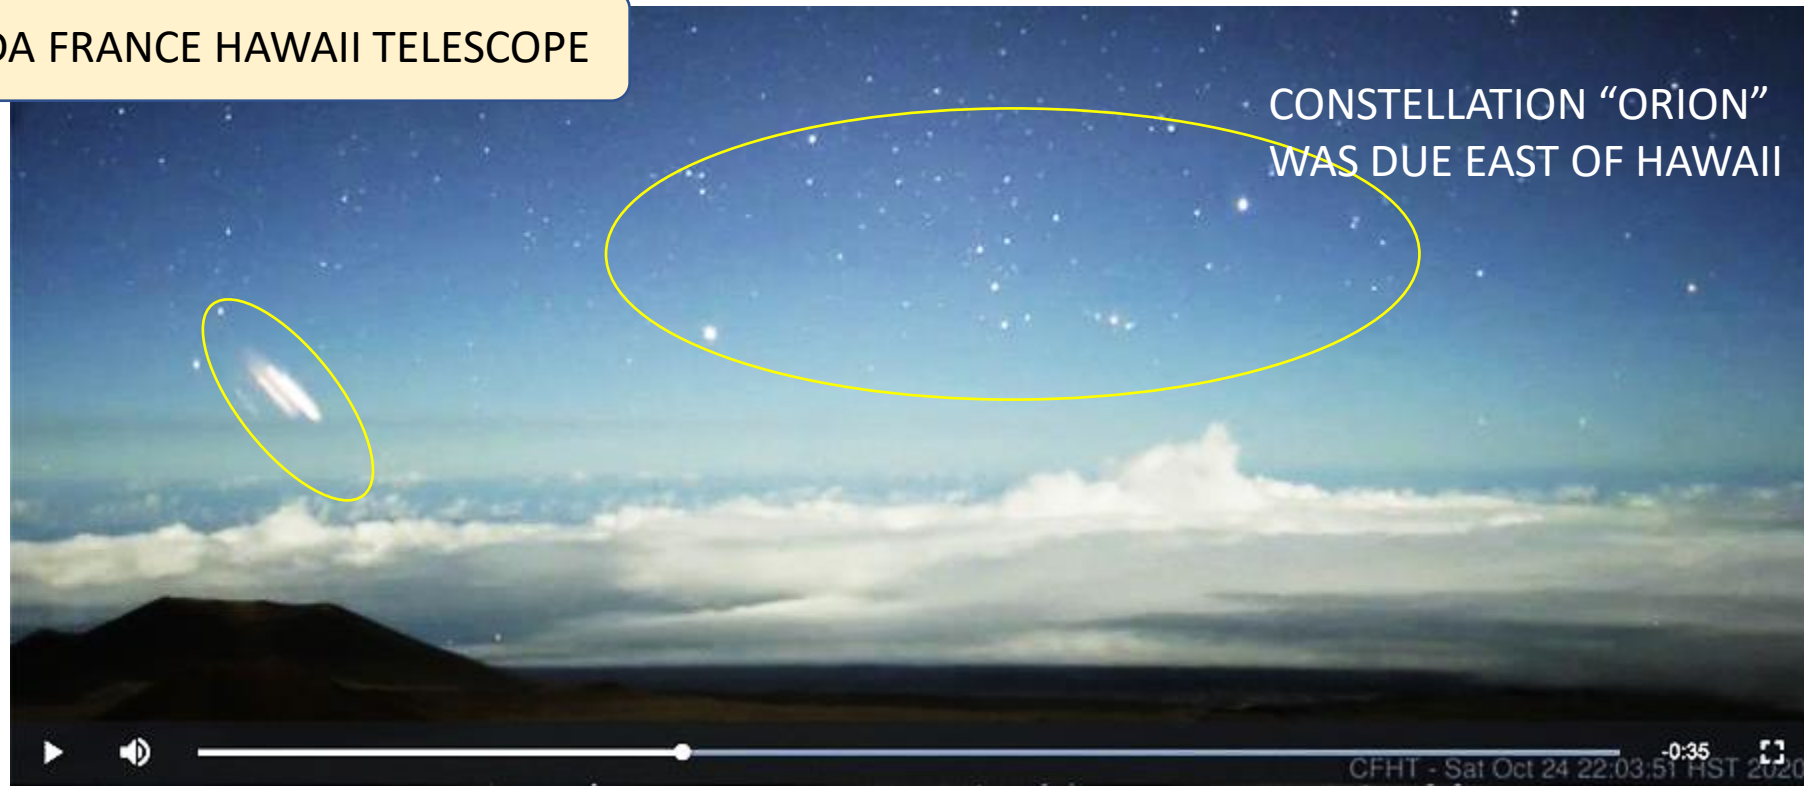 DA FRANCE HAWAII TELESCOPE
CONSTELLATION “ORION”
WAS DUE EAST OF HAWAII
-0:35
CFHT - Sat Oct 24 22:03:51 HST 2020